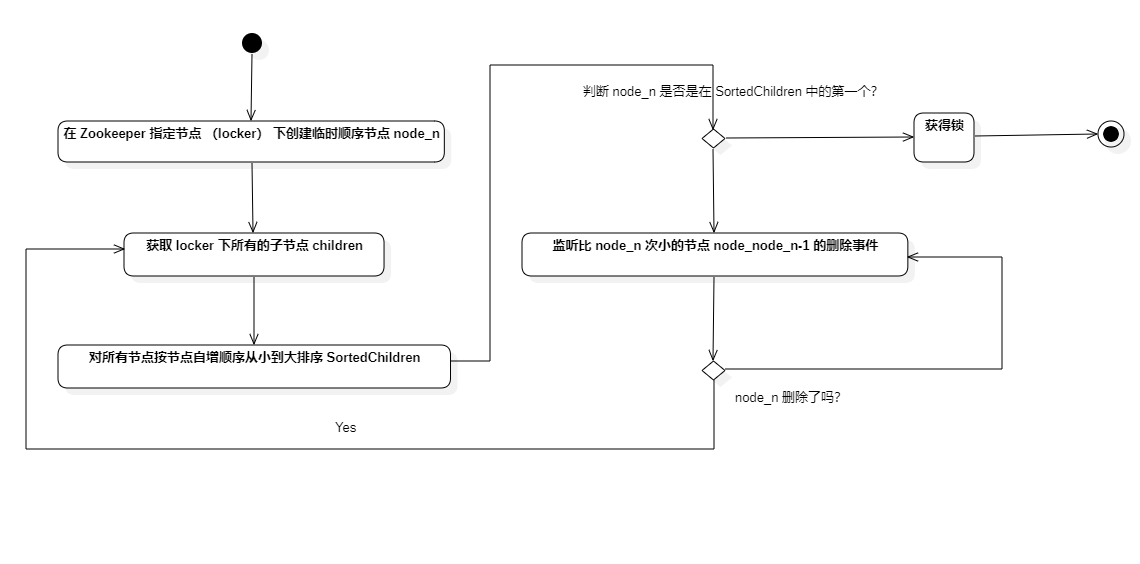 在 Zookeeper 指定节点 （locker） 下创建临时顺序节点 node_n
获取 locker 下所有的子节点 children
对所有节点按节点自增顺序从小到大排序 SortedChildren
判断 node_n 是否是在 SortedChildren 中的第一个?
获得锁
监听比 node_n 次小的节点 node_node_n-1 的删除事件
node_n 删除了吗?
Yes